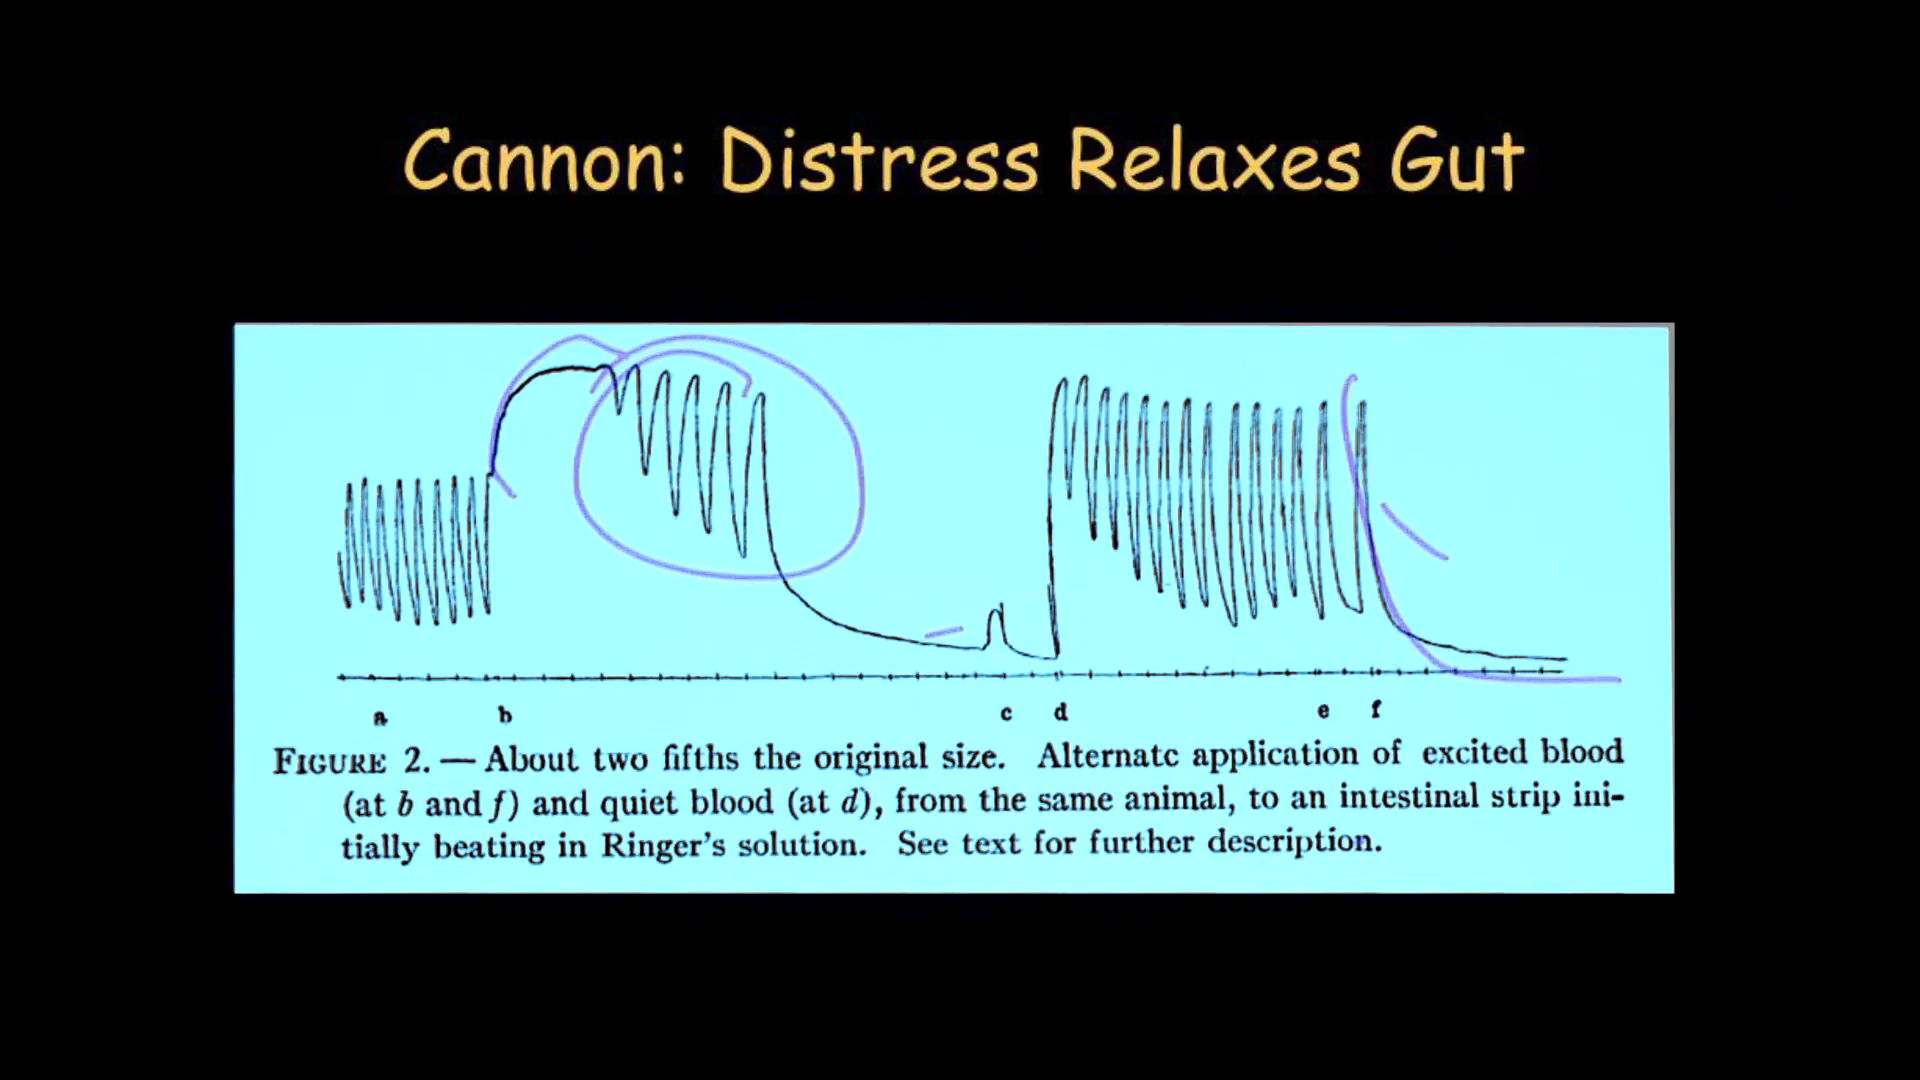 Cannon: Distress Relaxes Gut
a b c d e f
FIGURE 2. — About two fifths the original size. Alternate application of excited blood
(at b and f) and quiet blood (at d), from the same animal, to an intestinal strip ini-
tially beating in Ringer's solution. See text for further description.